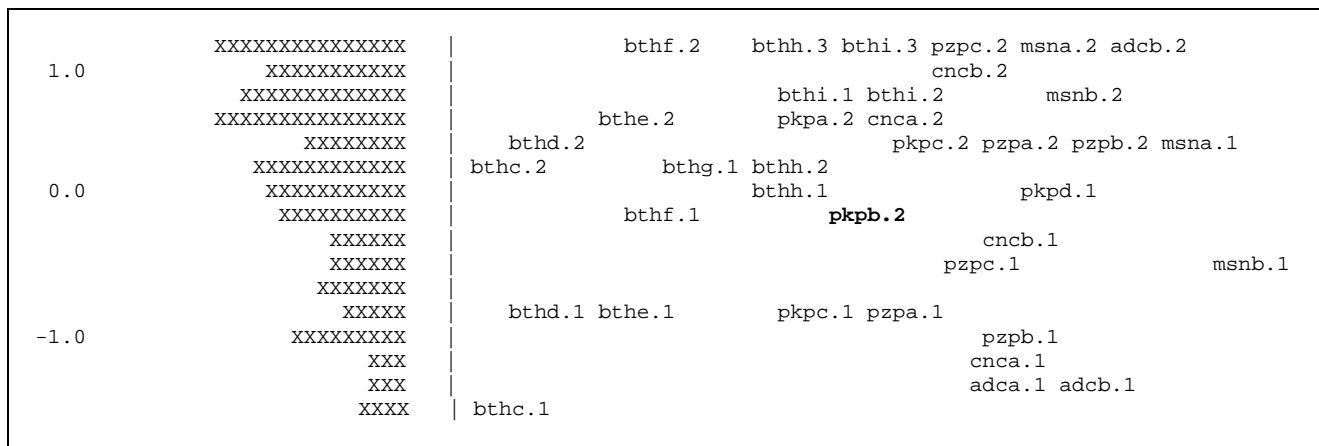 XXXXXXXXXXXXXXX | bthf.2 bthh.3 bthi.3 pzpc.2 msna.2 adcb.2
1.0 XXXXXXXXXXX | cncb.2
XXXXXXXXXXXXX | bthi.1 bthi.2 msnb.2
XXXXXXXXXXXXXXX | bthe.2 pkpa.2 cnca.2
XXXXXXXX | bthd.2 pkpc.2 pzpa.2 pzpb.2 msna.1
XXXXXXXXXXXX | bthc.2 bthg.1 bthh.2
0.0 XXXXXXXXXXX | bthh.1 pkpd.1
XXXXXXXXXX | bthf.1 pkpb.2
XXXXXX | cncb.1
XXXXXX | pzpc.1 msnb.1
XXXXXXX |
XXXXX | bthd.1 bthe.1 pkpc.1 pzpa.1
-1.0 XXXXXXXXX | pzpb.1
XXX | cnca.1
XXX | adca.1 adcb.1
XXXX | bthc.1